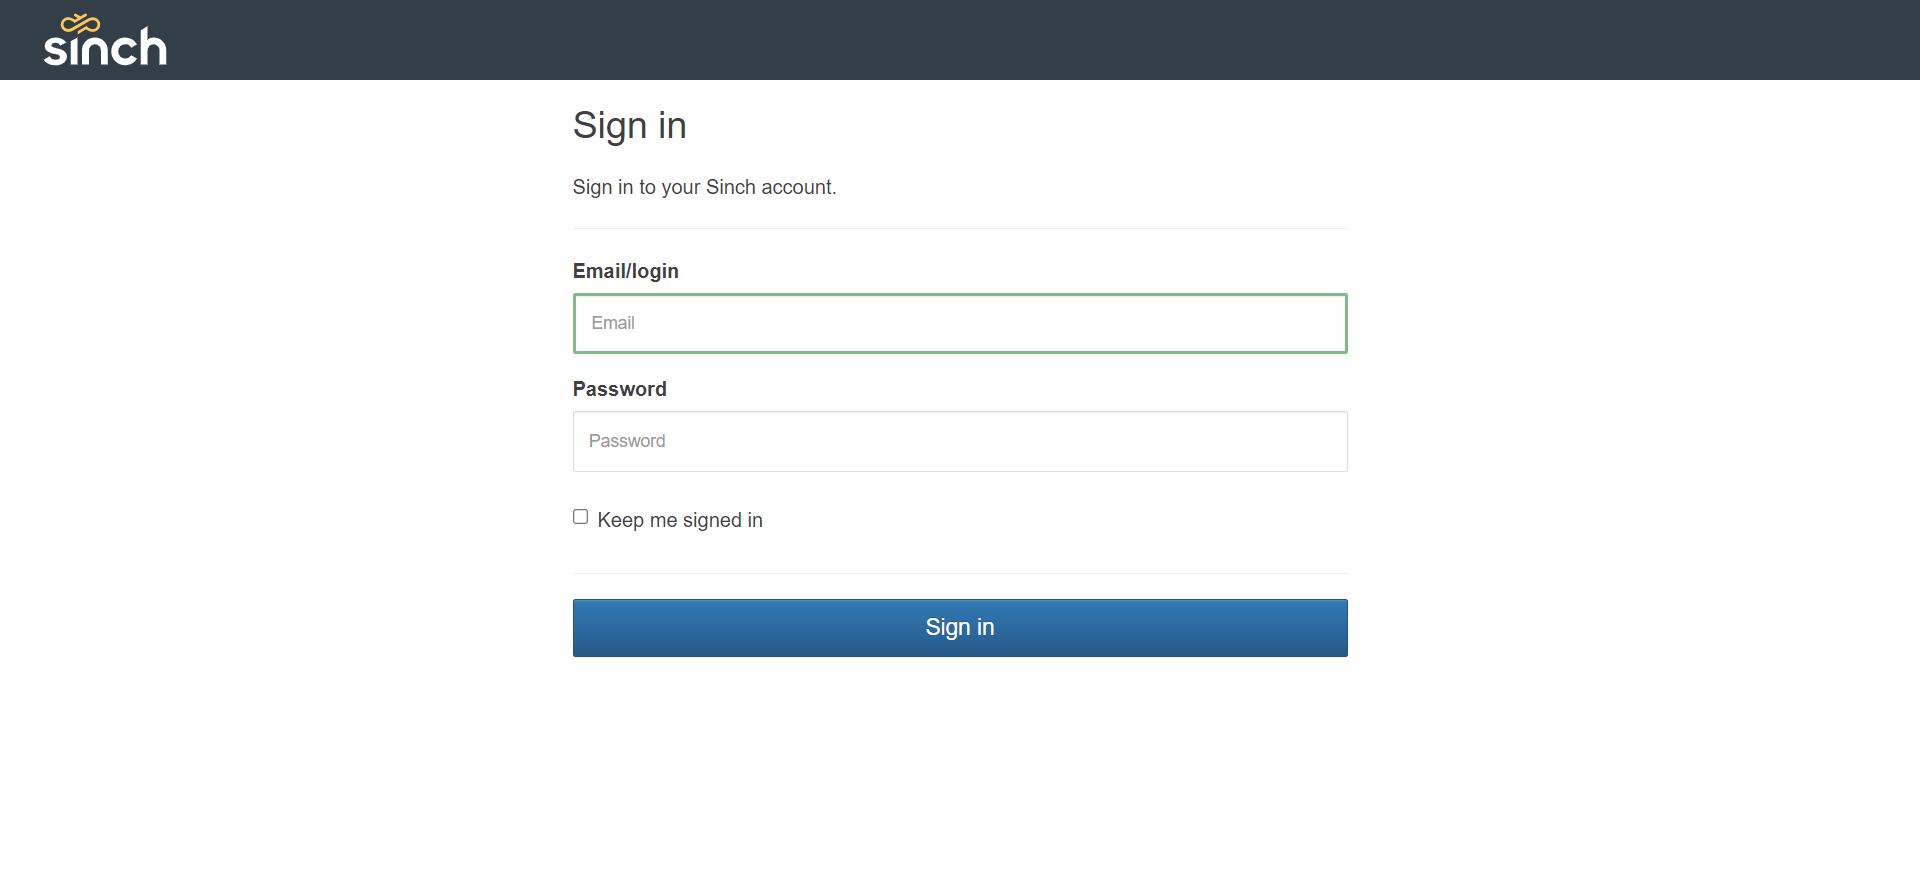 sinch
Sign in
Sign in to your Sinch account.
Email/login
Email
Password
Password
Keep me signed in
Sign in